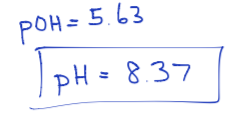 pOH = 5.63
pH = 8.37